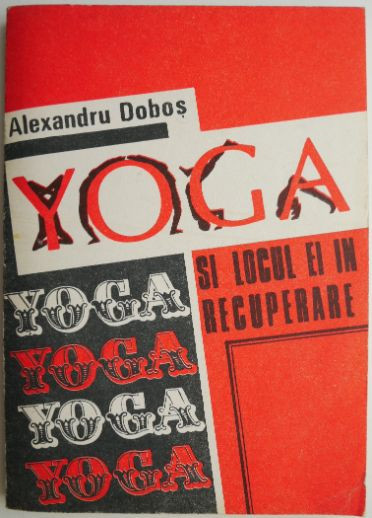 Alexandru Doboș
YOGA
SI LOCUL EI IN
RECUPERARE
YOGA
YOGA
YOGA
YOGA